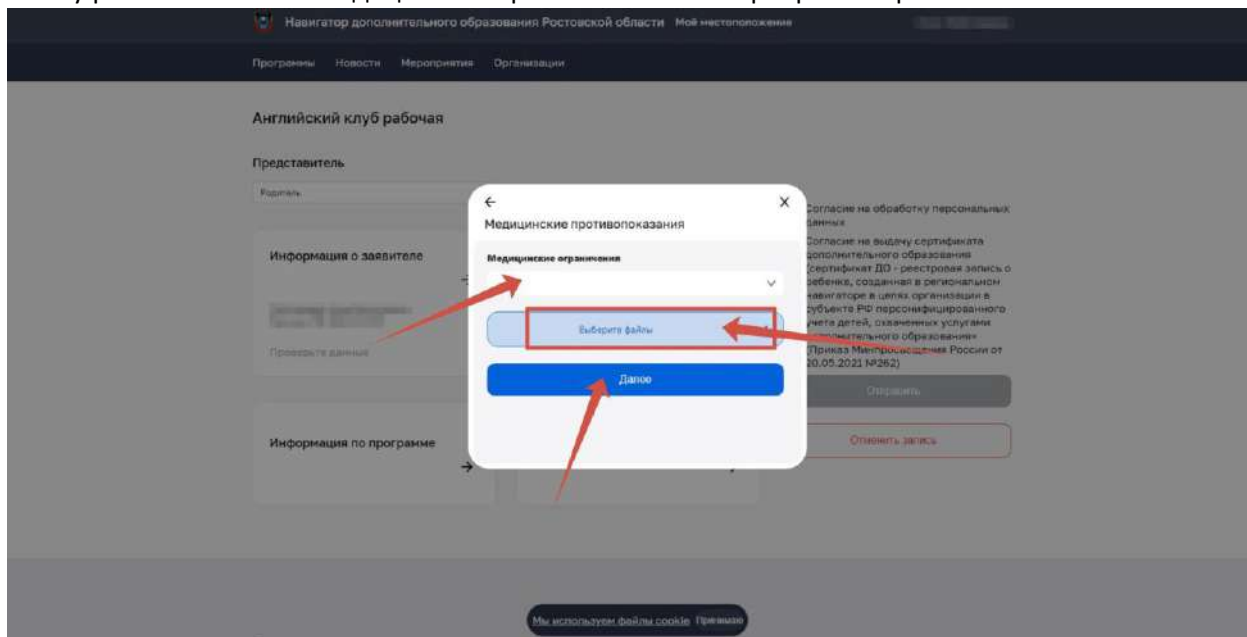 Навигатор дополнительного образования Ростовской области Моё местоположение
Программы Новости Мероприятия Организации
Английский клуб рабочая
Представитель
Родитель
Информация о заявителе
Проверьте данные
Информация по программе
Медицинские противопоказания
Медицинские ограничения
Выберите файлы
Далее
Согласие на обработку персональных
данных
Согласие на выдачу сертификата
дополнительного образования
(сертификат ДО - реестровая запись о
ребенке, созданная в региональном
навигаторе в целях организации в
субъекте РФ персонифицированного
учета детей, охваченных услугами
дополнительного образования»
(Приказ Минпросвещения России от
20.05.2021 №262)
Отправить
Отменить запись
Мы используем файлы cookie Принимаю